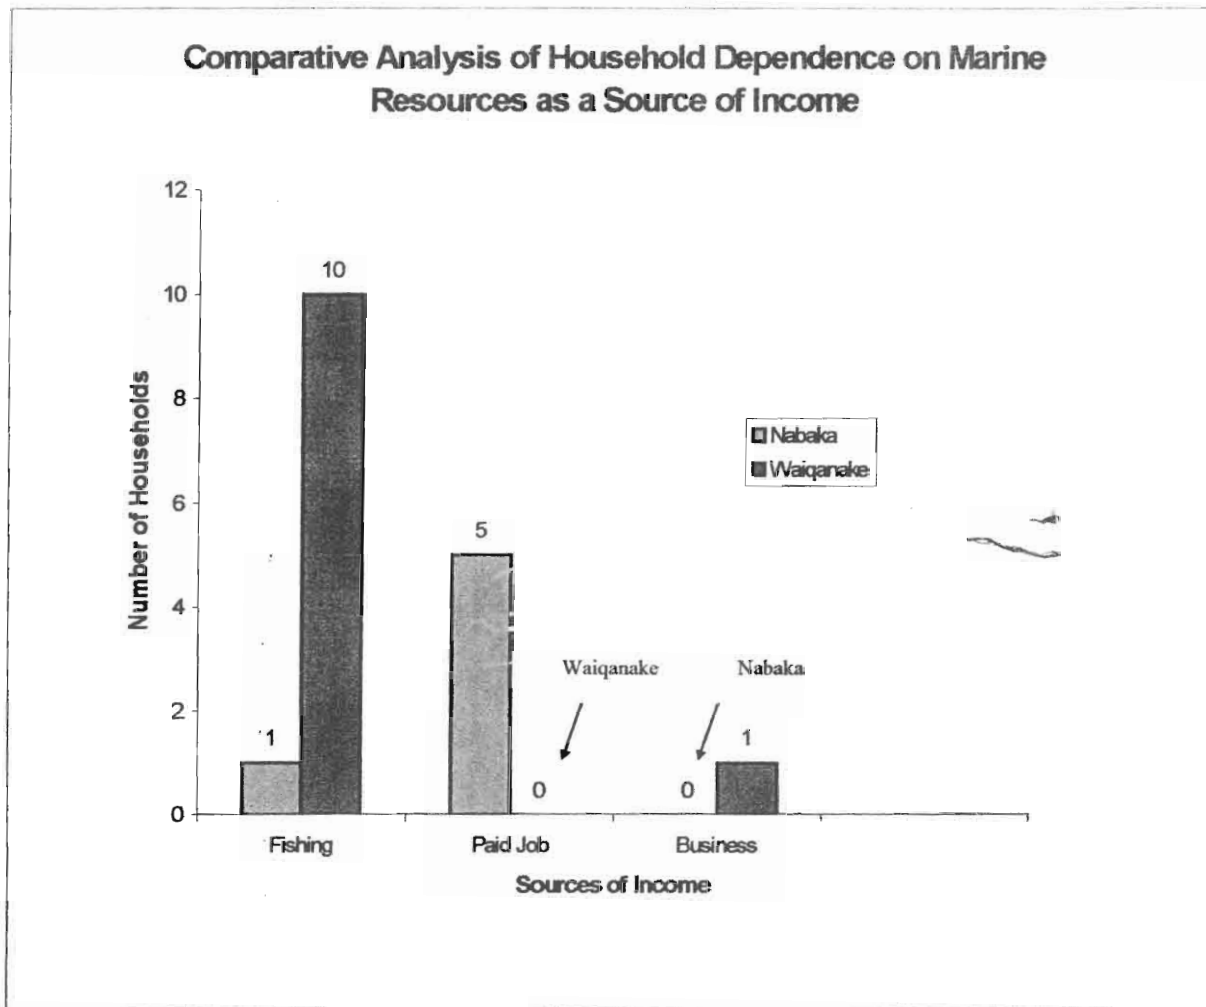 Comparative Analysis of Household Dependence on Marine
Resources as a Source of Income
12
10
8
6
4
2
0
Number of Households
1
10
5
0
0
1
Waiqanake
Nabaka
Nabaka
Waiqanake
Fishing
Paid Job
Business
Sources of Income